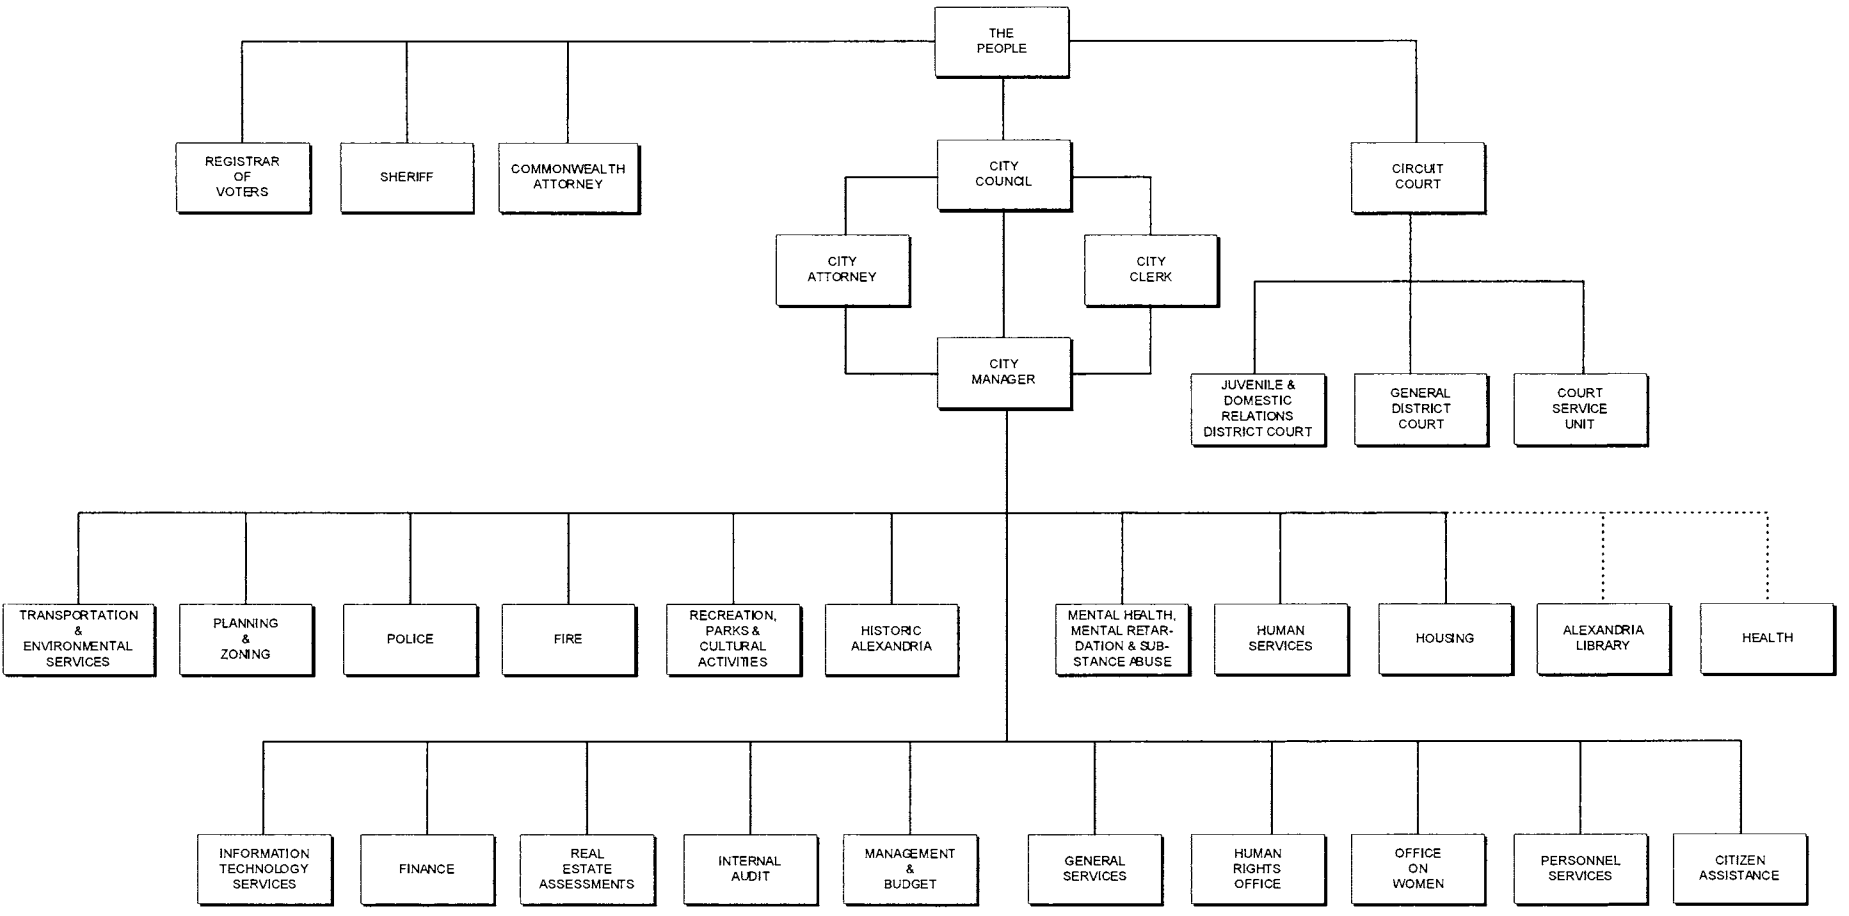 THE
PEOPLE
REGISTRAR
OF
VOTERS
SHERIFF
COMMONWEALTH
ATTORNEY
CITY
COUNCIL
CIRCUIT
COURT
CITY
ATTORNEY
CITY
CLERK
CITY
MANAGER
JUVENILE &
DOMESTIC
RELATIONS
DISTRICT COURT
GENERAL
DISTRICT
COURT
COURT
SERVICE
UNIT
TRANSPORTATION
&
ENVIRONMENTAL
SERVICES
PLANNING
&
ZONING
POLICE
FIRE
RECREATION,
PARKS &
CULTURAL
ACTIVITIES
HISTORIC
ALEXANDRIA
MENTAL HEALTH,
MENTAL RETAR-
DATION & SUB-
STANCE ABUSE
HUMAN
SERVICES
HOUSING
ALEXANDRIA
LIBRARY
HEALTH
INFORMATION
TECHNOLOGY
SERVICES
FINANCE
REAL
ESTATE
ASSESSMENTS
INTERNAL
AUDIT
MANAGEMENT
&
BUDGET
GENERAL
SERVICES
HUMAN
RIGHTS
OFFICE
OFFICE
ON
WOMEN
PERSONNEL
SERVICES
CITIZEN
ASSISTANCE